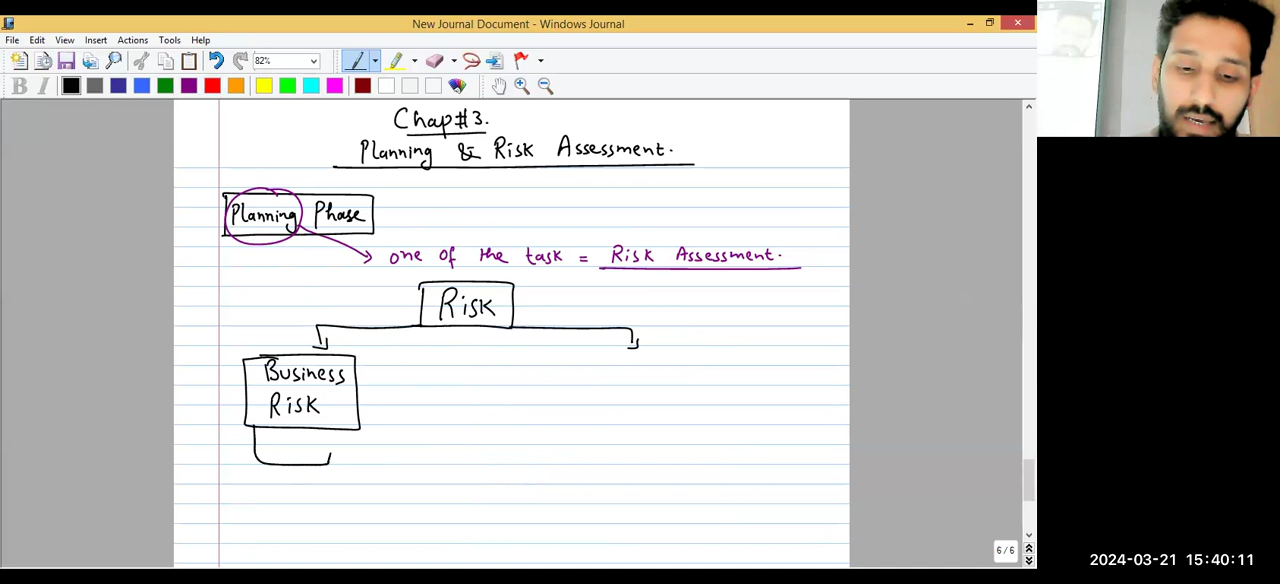 New Journal Document - Windows Journal
File Edit View Insert Actions Tools Help
82%
B I
Chap#3.
Planning & Risk Assessment.
Planning Phase
one of the task = Risk Assessment.
Risk
Business
Risk
6/6
2024-03-21 15:40:11